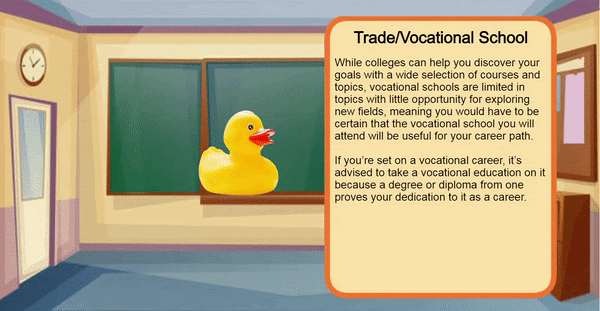 Trade/Vocational School
While colleges can help you discover your
goals with a wide selection of courses and
topics, vocational schools are limited in
topics with little opportunity for exploring
new fields, meaning you would have to be
certain that the vocational school you will
attend will be useful for your career path.
If you're set on a vocational career, it's
advised to take a vocational education on it
because a degree or diploma from one
proves your dedication to it as a career.